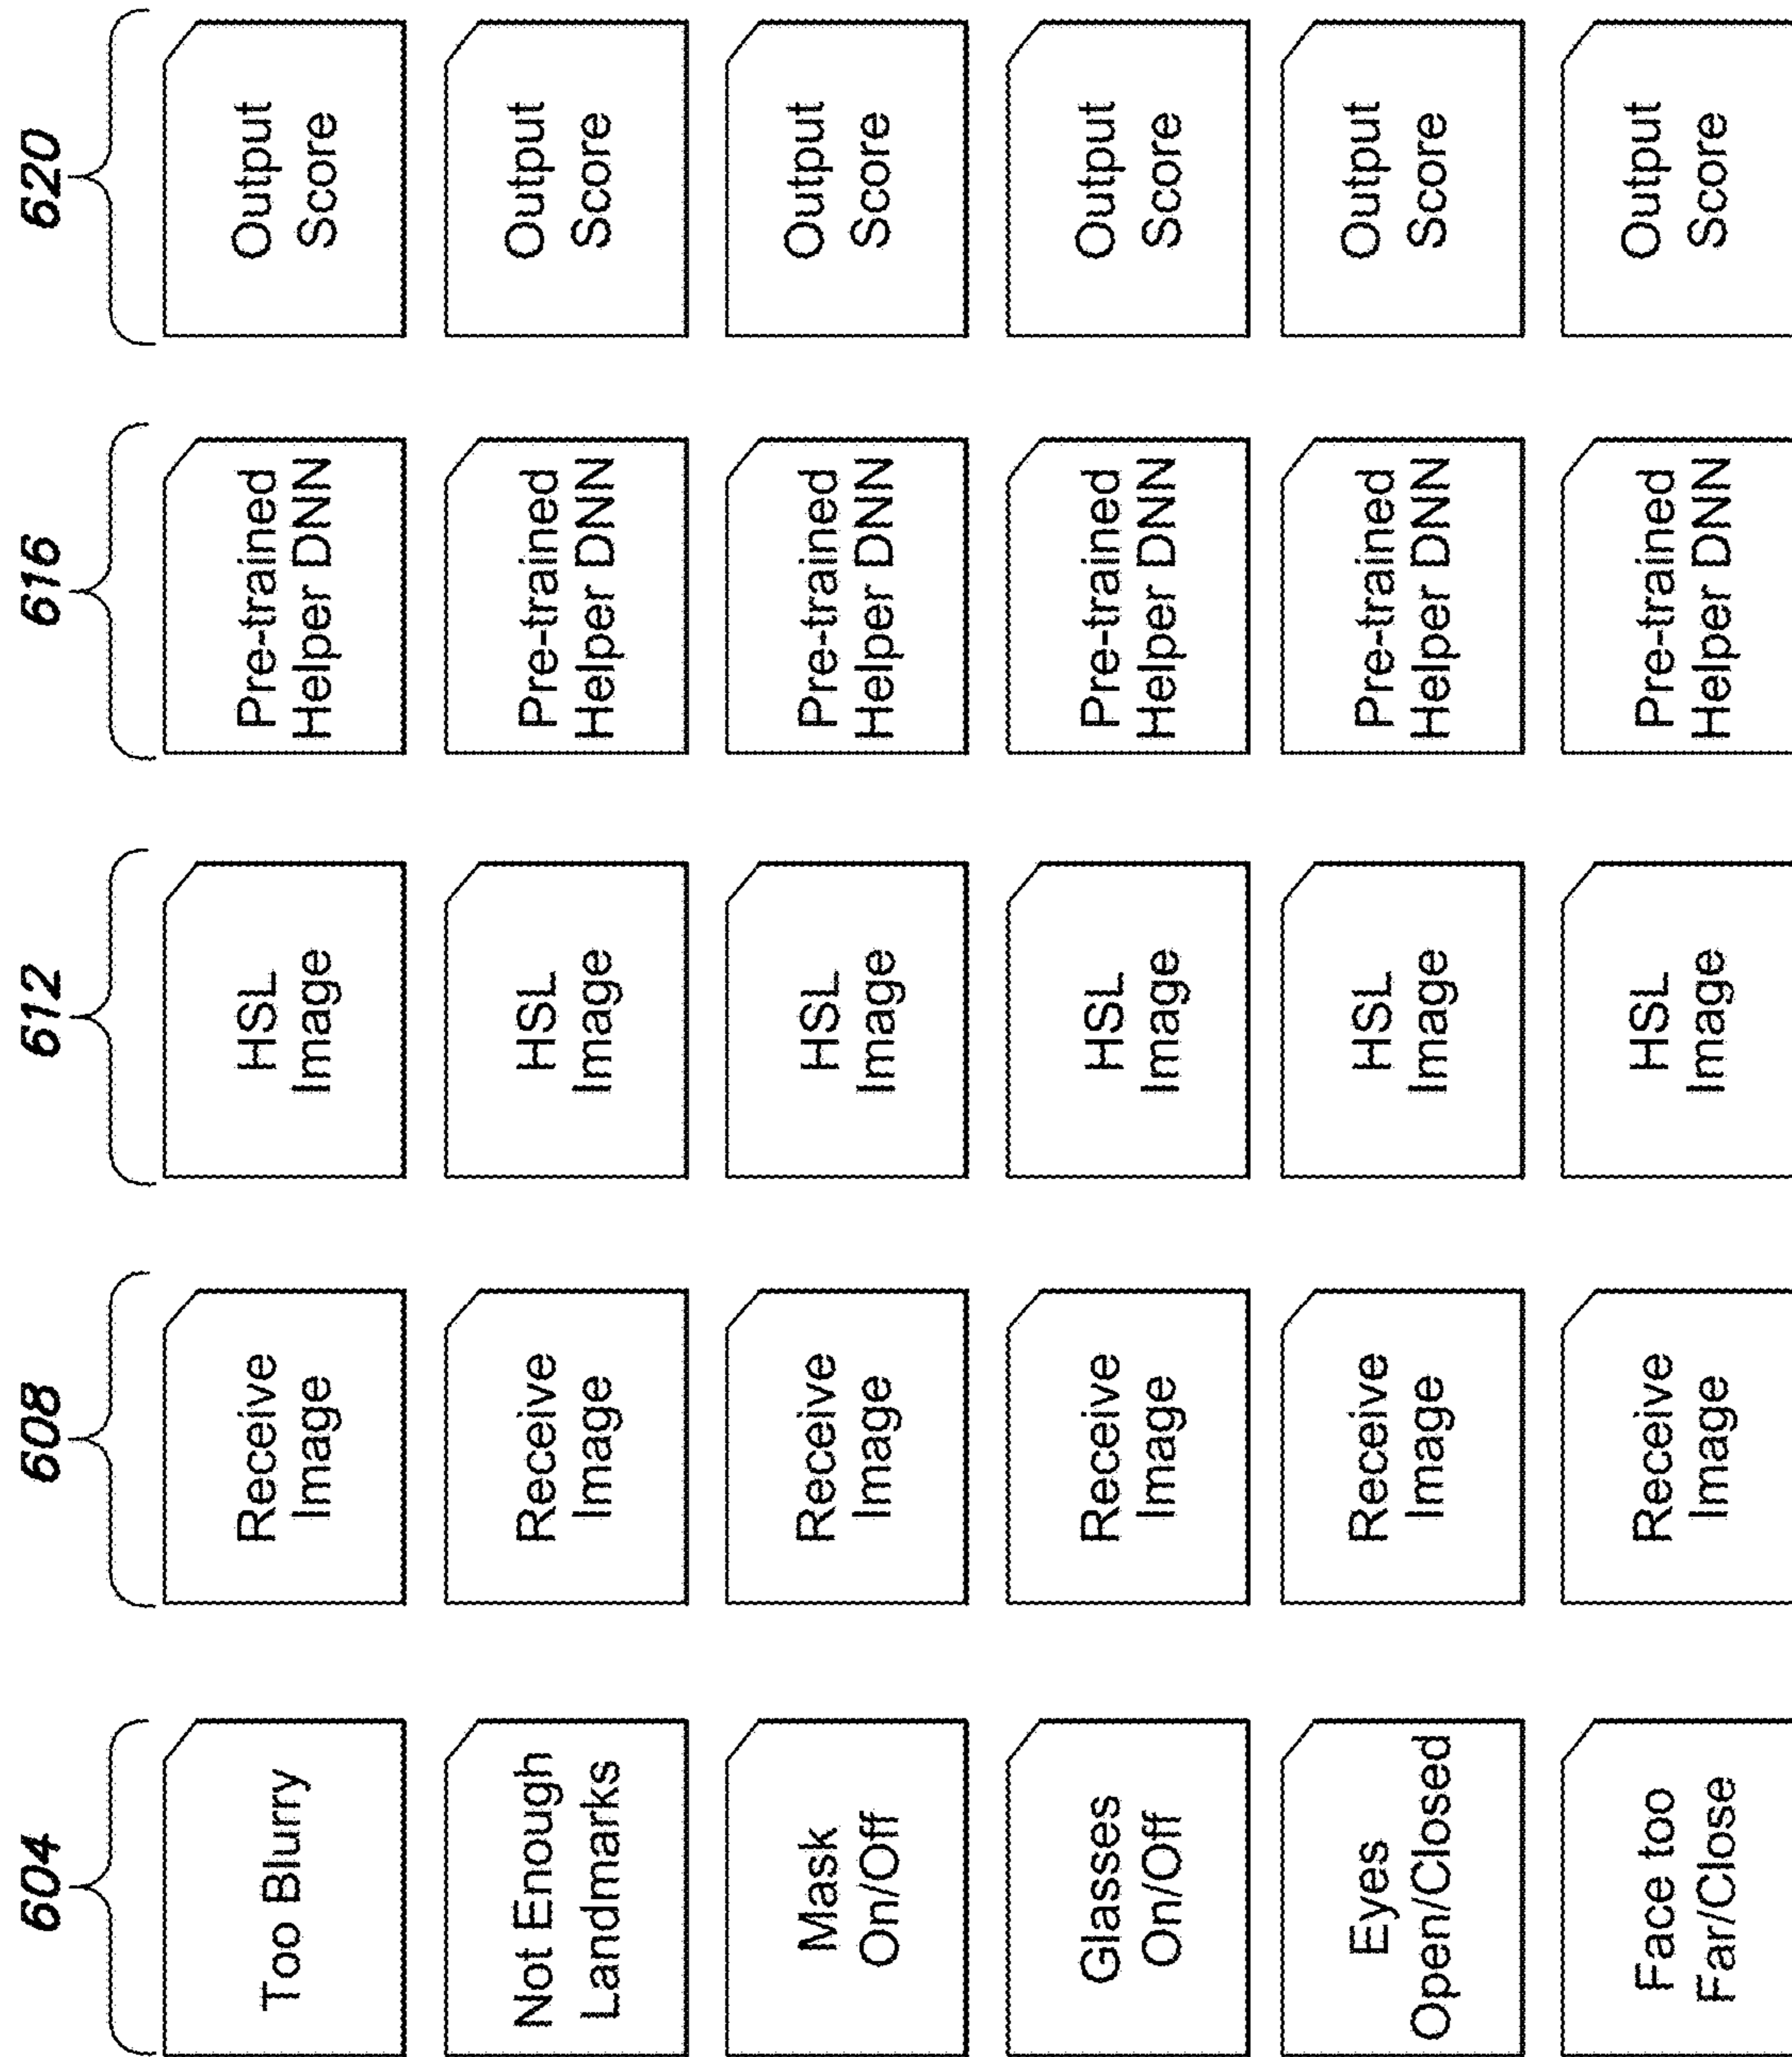 604
608
612
616
620
Too Blurry
Receive
Image
HSL
Image
Pre-trained
Helper DNN
Output
Score
Not Enough
Landmarks
Receive
Image
HSL
Image
Pre-trained
Helper DNN
Output
Score
Mask
On/Off
Receive
Image
HSL
Image
Pre-trained
Helper DNN
Output
Score
Glasses
On/Off
Receive
Image
HSL
Image
Pre-trained
Helper DNN
Output
Score
Eyes
Open/Closed
Receive
Image
HSL
Image
Pre-trained
Helper DNN
Output
Score
Face too
Far/Close
Receive
Image
HSL
Image
Pre-trained
Helper DNN
Output
Score